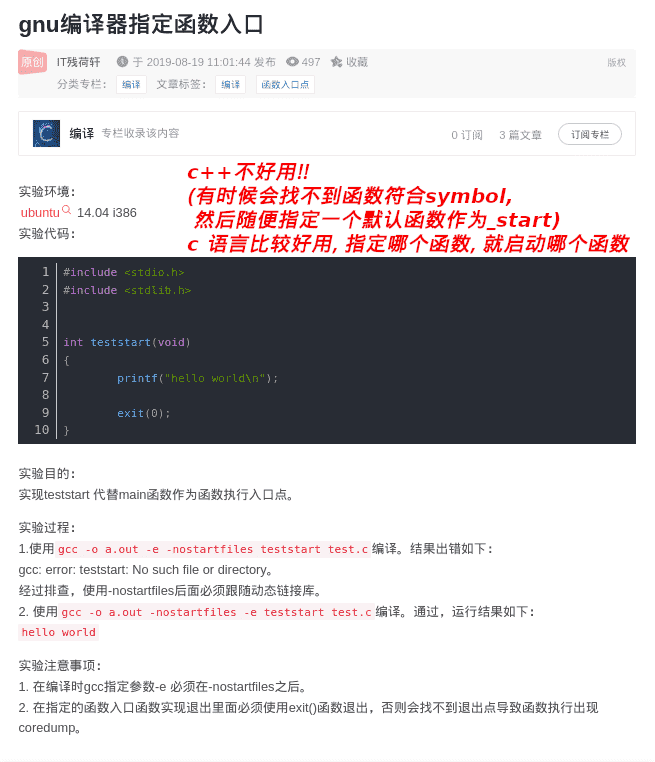 gnu编译器指定函数入口
原创 IT残荷轩 于 2019-08-19 11:01:44 发布 497 收藏 版权
分类专栏: 编译 文章标签: 编译 函数入口点
编译 专栏收录该内容 0 订阅 3 篇文章 订阅专栏
c++不好用!!
(有时候会找不到函数符合symbol,
然后随便指定一个默认函数作为_start)
c 语言比较好用, 指定哪个函数, 就启动哪个函数
实验环境:
ubuntu 14.04 i386
实验代码:
1 #include <stdio.h>
2 #include <stdlib.h>
3
4
5 int teststart(void)
6 {
7 printf("hello world\n");
8
9 exit(0);
10 }
实验目的:
实现teststart 代替main函数作为函数执行入口点。
实验过程:
1.使用 gcc -o a.out -e -nostartfiles teststart test.c 编译。结果出错如下:
gcc: error: teststart: No such file or directory。
经过排查，使用-nostartfiles后面必须跟随动态链接库。
2. 使用 gcc -o a.out -nostartfiles -e teststart test.c 编译。通过，运行结果如下:
hello world
实验注意事项:
1. 在编译时gcc指定参数-e 必须在-nostartfiles之后。
2. 在指定的函数入口函数实现退出里面必须使用exit()函数退出，否则会找不到退出点导致函数执行出现
coredump。